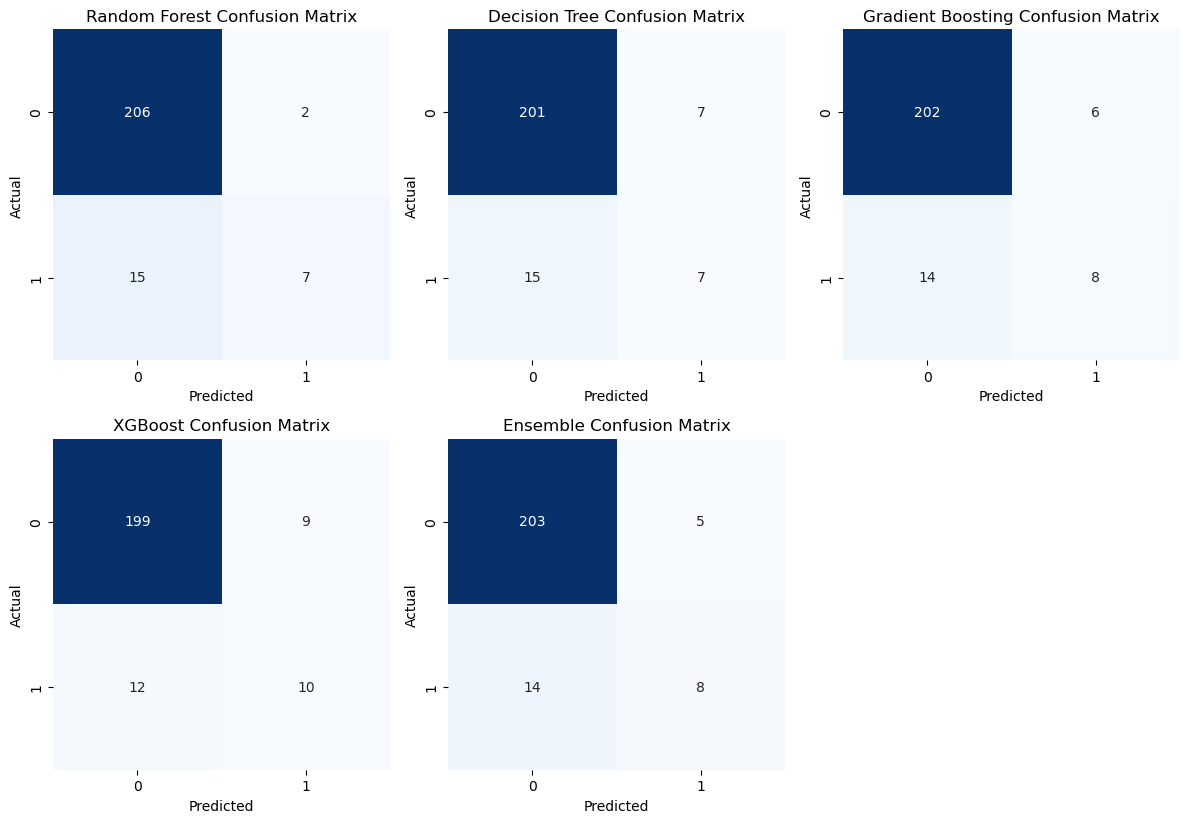 Random Forest Confusion Matrix
0
206
2
Actual
1
15
7
0
1
Predicted
Decision Tree Confusion Matrix
0
201
7
Actual
1
15
7
0
1
Predicted
Gradient Boosting Confusion Matrix
0
202
6
Actual
1
14
8
0
1
Predicted
XGBoost Confusion Matrix
0
199
9
Actual
1
12
10
0
1
Predicted
Ensemble Confusion Matrix
0
203
5
Actual
1
14
8
0
1
Predicted